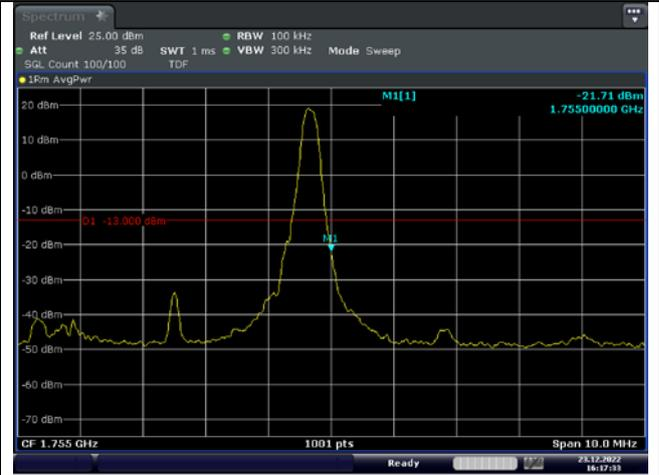 Spectrum
Ref Level 25.00 dBm RBW 100 kHz
Att 35 dB SWT 1 ms VBW 300 kHz Mode Sweep
SGL Count 100/100 TDF
1Rm AvgPwr
M1[1] -21.71 dBm
1.75500000 GHz
20 dBm
10 dBm
0 dBm
-10 dBm
D1 -13.000 dBm
M1
-20 dBm
-30 dBm
-40 dBm
-50 dBm
-60 dBm
-70 dBm
CF 1.755 GHz 1001 pts Span 10.0 MHz
Ready 23.12.2022
16:17:33